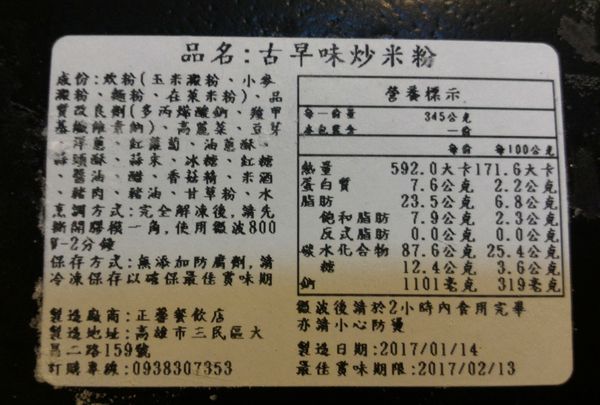 品名:古早味炒米粉
成份:炊粉(玉米澱粉、小麥
澱粉、麵粉、在萊米粉)、品
質改良劑(多丙烯酸鈉、羧甲
基纖維素鈉)、高麗菜、豆芽
、洋蔥、紅蘿蔔、油蔥酥、
蒜頭酥、蒜末、冰糖、紅糖
、醬油、醋、香菇精、米酒
、豬肉、豬油、甘草粉、水
烹調方式:完全解凍後,請先
撕開膠模一角,使用微波800
W-2分鐘
保存方式:無添加防腐劑,請
冷凍保存以確保最佳賞味期
製造廠商:正馨餐飲店
製造地址:高雄市三民區大
昌二路159號
訂購專線:0938307353
營養標示
每一份量 345公克
本包裝含 一份
每份 每100公克
熱量 592.0大卡 171.6大卡
蛋白質 7.6公克 2.2公克
脂肪 23.5公克 6.8公克
飽和脂肪 7.9公克 2.3公克
反式脂肪 0.0公克 0.0公克
碳水化合物 87.6公克 25.4公克
糖 12.4公克 3.6公克
鈉 1101毫克 319毫克
微波後請於2小時內食用完畢
亦請小心防燙
製造日期:2017/01/14
最佳賞味期限:2017/02/13